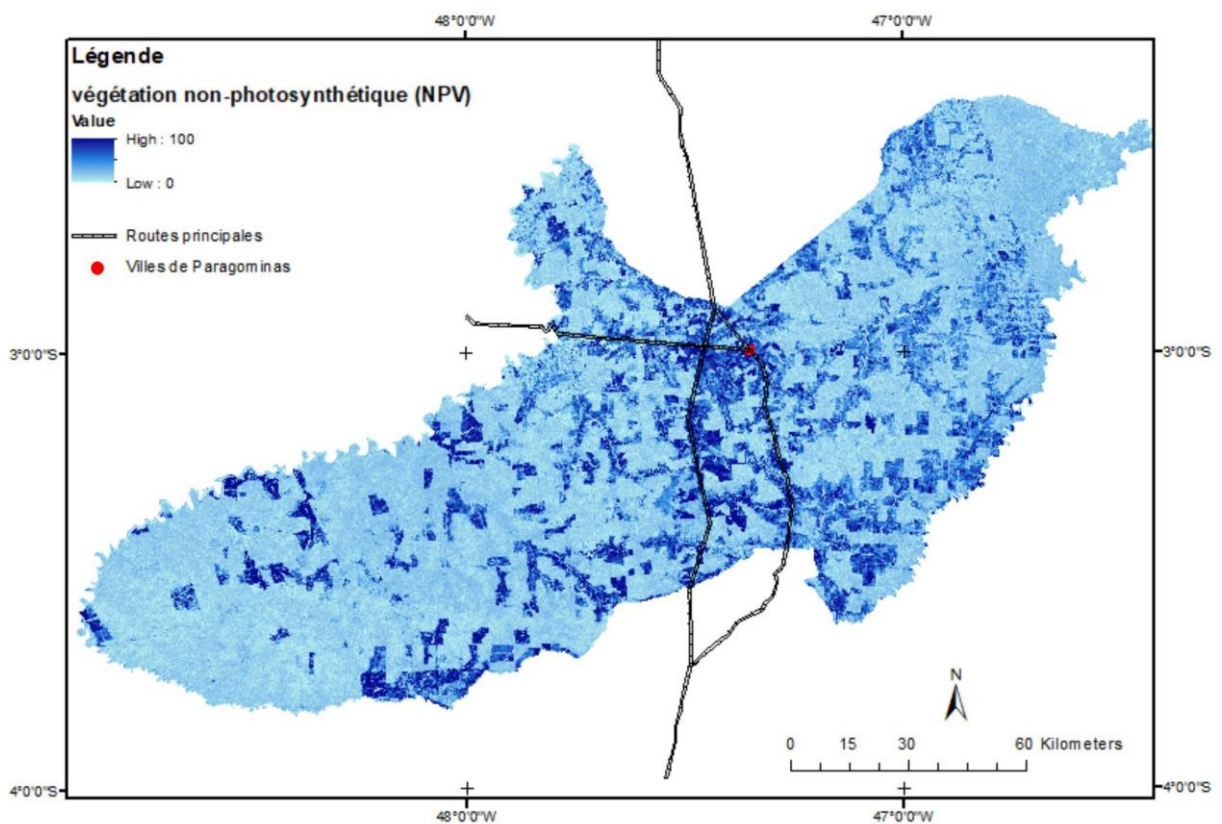 48°0'0"W 47°0'0"W
Légende
végétation non-photosynthétique (NPV)
Value
High : 100
Low : 0
Routes principales
Villes de Paragominas
3°0'0"S 3°0'0"S
N
0 15 30 60 Kilometers
4°0'0"S 4°0'0"S
48°0'0"W 47°0'0"W